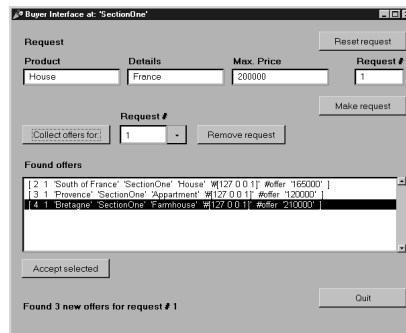 Buyer Interface at: 'SectionOne'
Request
Reset request
Product Details Max. Price Request #
House France 200000 1
Make request
Request #
Collect offers for: 1 Remove request
Found offers
[ 2 1 'South of France' 'SectionOne' 'House' '#[127 0 0 1]' #offer '165000' ]
[ 3 1 'Provence' 'SectionOne' 'Appartment' '#[127 0 0 1]' #offer '120000' ]
[ 4 1 'Bretagne' 'SectionOne' 'Farmhouse' '#[127 0 0 1]' #offer '210000' ]
Accept selected
Quit
Found 3 new offers for request # 1